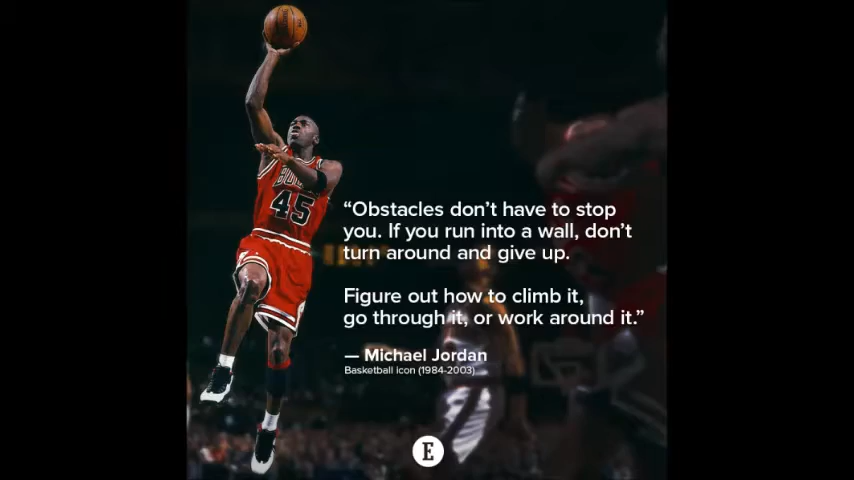 BULLS
45
“Obstacles don’t have to stop
you. If you run into a wall, don’t
turn around and give up.
Figure out how to climb it,
go through it, or work around it.”
— Michael Jordan
Basketball icon (1984-2003)
E